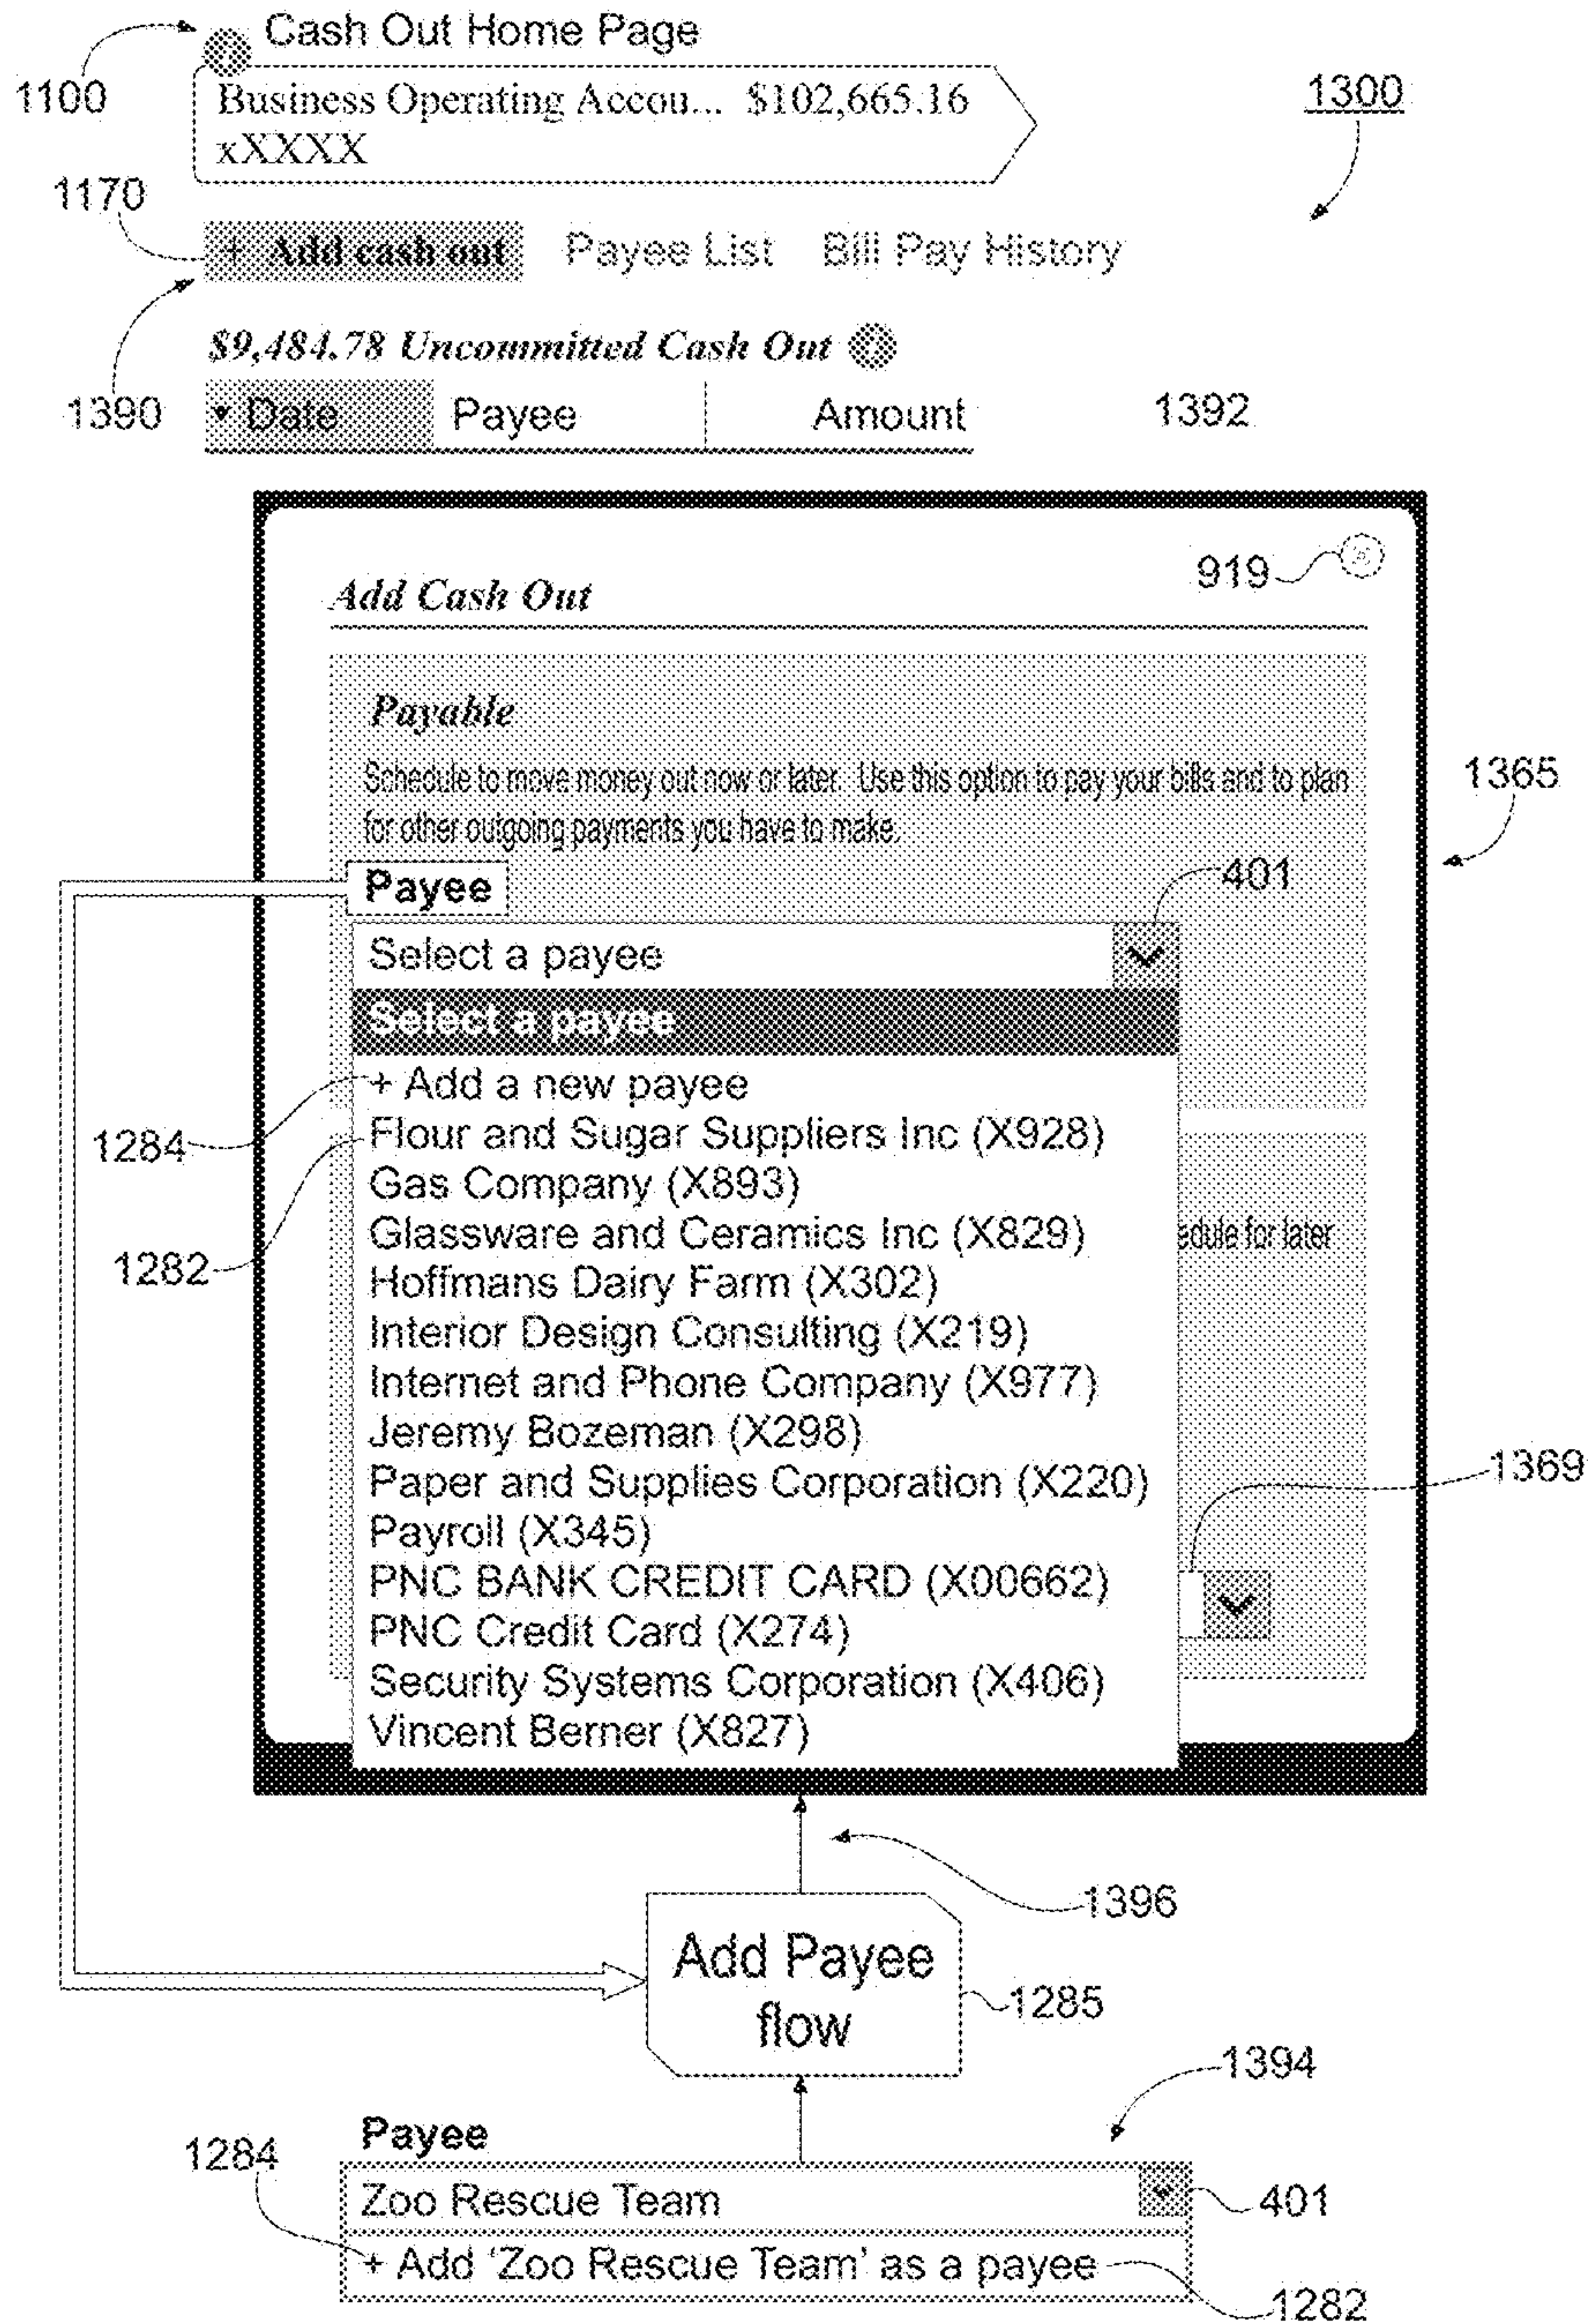 Cash Out Home Page
1100
Business Operating Accou... $102,665.16
xXXXX
1300
1170
+ Add cash out Payee List Bill Pay History
$9,484.78 Uncommitted Cash Out
1390
Date Payee Amount
1392
919
Add Cash Out
Payable
Schedule to move money out now or later. Use this option to pay your bills and to plan
for other outgoing payments you have to make.
1365
401
Payee
Select a payee
Select a payee
+ Add a new payee
1284
Flour and Sugar Suppliers Inc (X928)
Gas Company (X893)
Glassware and Ceramics Inc (X829)
edule for later
1282
Hoffmans Dairy Farm (X302)
Interior Design Consulting (X219)
Internet and Phone Company (X977)
Jeremy Bozeman (X298)
1369
Paper and Supplies Corporation (X220)
Payroll (X345)
PNC BANK CREDIT CARD (X00662)
PNC Credit Card (X274)
Security Systems Corporation (X406)
Vincent Berner (X827)
1396
Add Payee
flow
1285
1394
Payee
1284
Zoo Rescue Team
401
+ Add ‘Zoo Rescue Team’ as a payee
1282